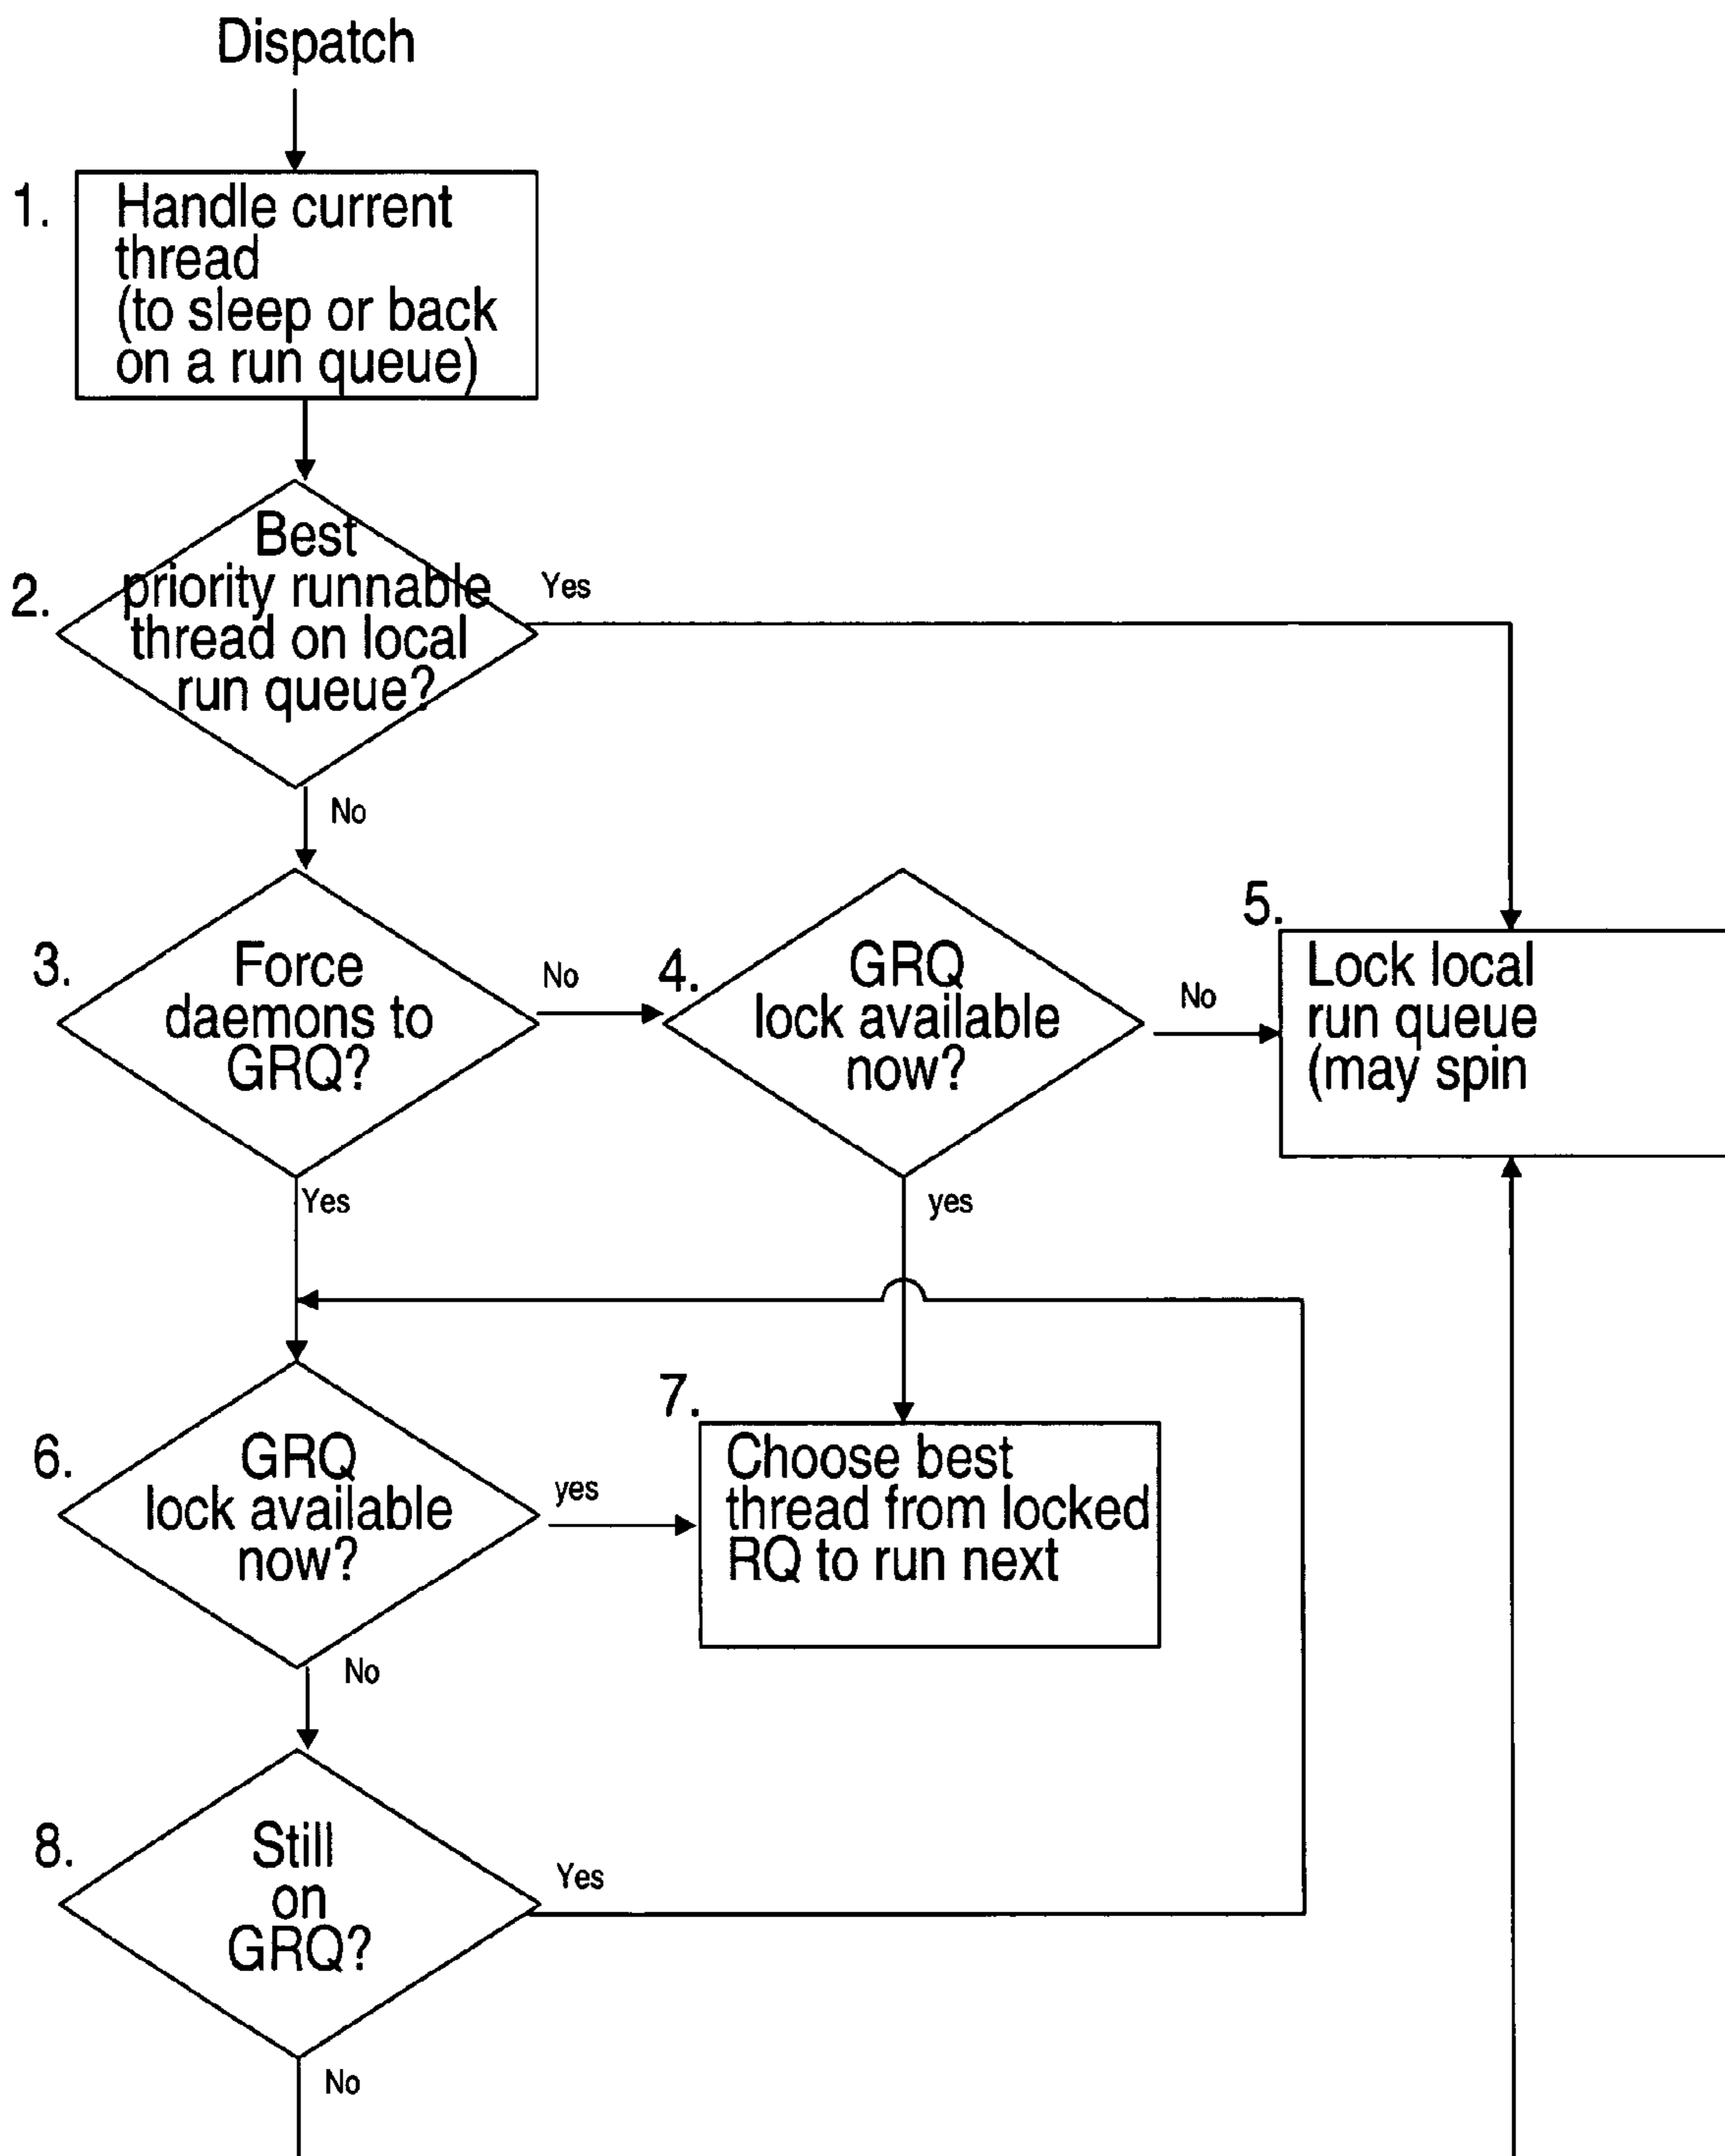 Dispatch
1.
Handle current
thread
(to sleep or back
on a run queue)
2.
Best
priority runnable
thread on local
run queue?
Yes
No
3.
Force
daemons to
GRQ?
No
4.
GRQ
lock available
now?
No
5.
Lock local
run queue
(may spin
Yes
yes
6.
GRQ
lock available
now?
yes
7.
Choose best
thread from locked
RQ to run next
No
8.
Still
on
GRQ?
Yes
No